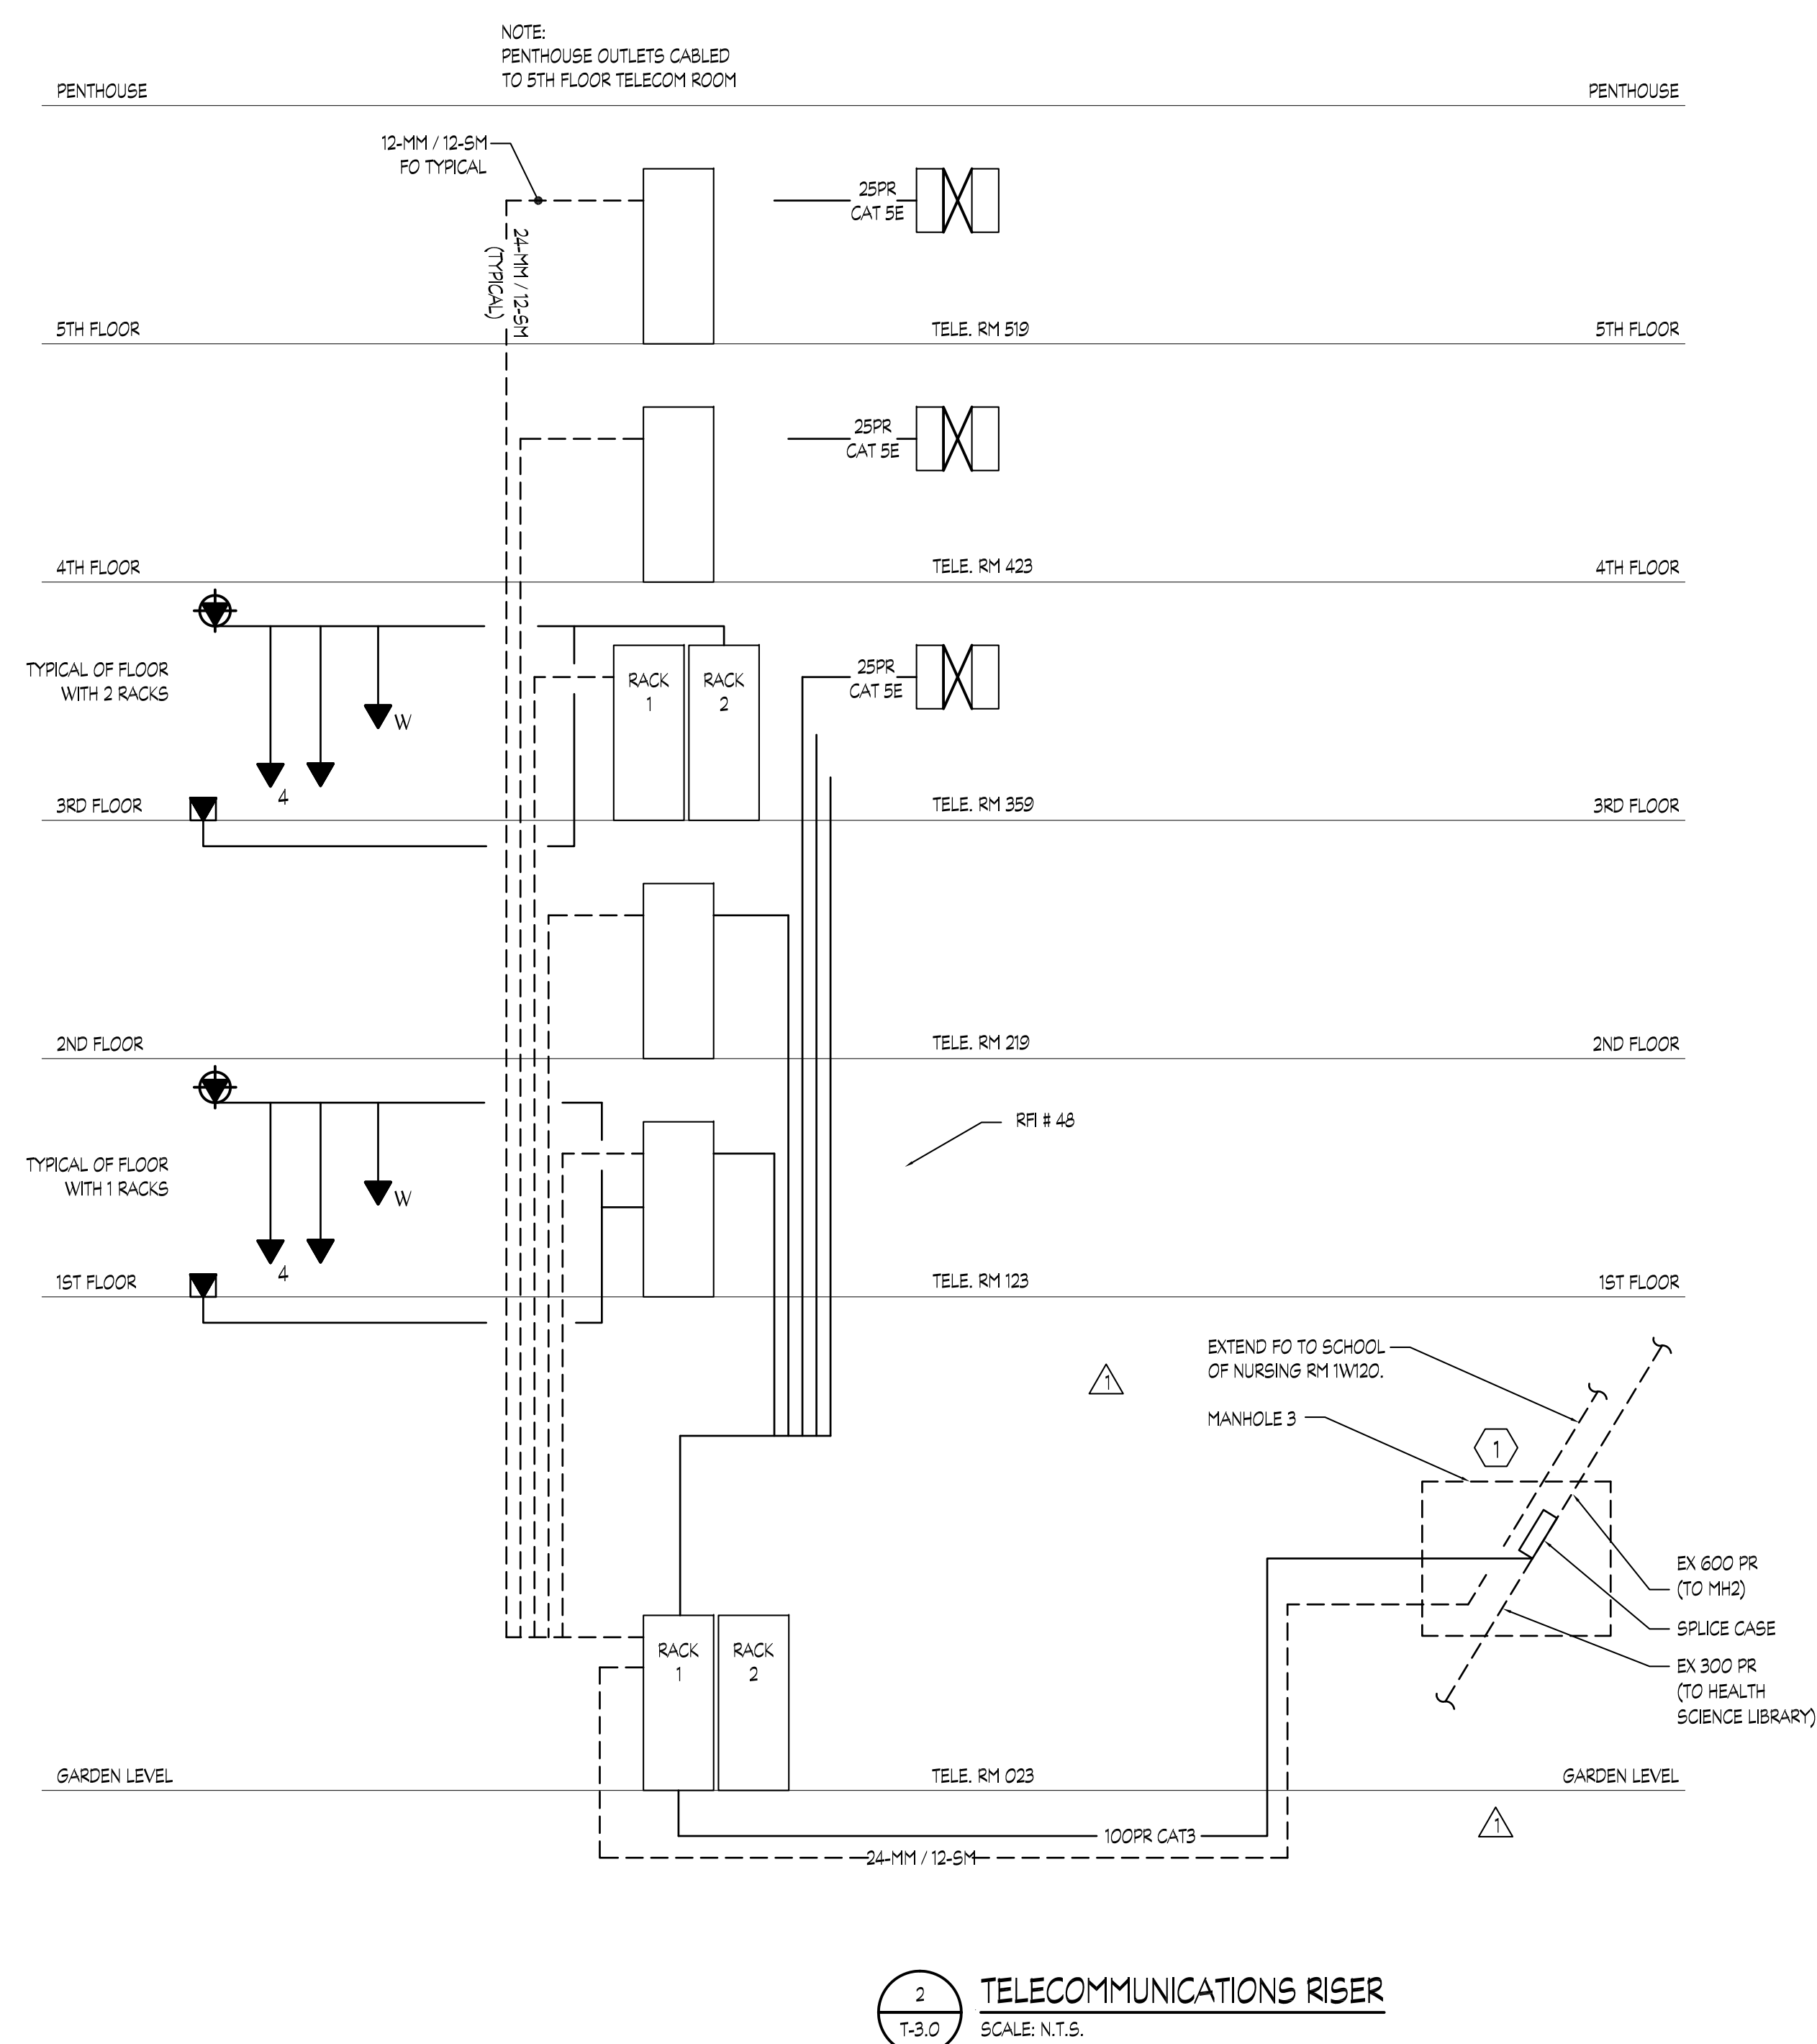 NOTE:
PENTHOUSE OUTLETS CABLED
TO 5TH FLOOR TELECOM ROOM
PENTHOUSE
PENTHOUSE
12-MM / 12-SM
FO TYPICAL
25PR
CAT 5E
24-MM / 12-SM
(TYPICAL)
5TH FLOOR
TELE. RM 519
5TH FLOOR
25PR
CAT 5E
4TH FLOOR
TELE. RM 423
4TH FLOOR
TYPICAL OF FLOOR
WITH 2 RACKS
W
4
RACK
1
RACK
2
25PR
CAT 5E
3RD FLOOR
TELE. RM 359
3RD FLOOR
2ND FLOOR
TELE. RM 219
2ND FLOOR
RFI # 48
TYPICAL OF FLOOR
WITH 1 RACKS
W
4
1ST FLOOR
TELE. RM 123
1ST FLOOR
1
EXTEND FO TO SCHOOL
OF NURSING RM 1W120.
MANHOLE 3
1
EX 600 PR
(TO MH2)
SPLICE CASE
EX 300 PR
(TO HEALTH
SCIENCE LIBRARY)
RACK
1
RACK
2
GARDEN LEVEL
TELE. RM 023
GARDEN LEVEL
100PR CAT3
1
24-MM / 12-SM
2
T-3.0
TELECOMMUNICATIONS RISER
SCALE: N.T.S.